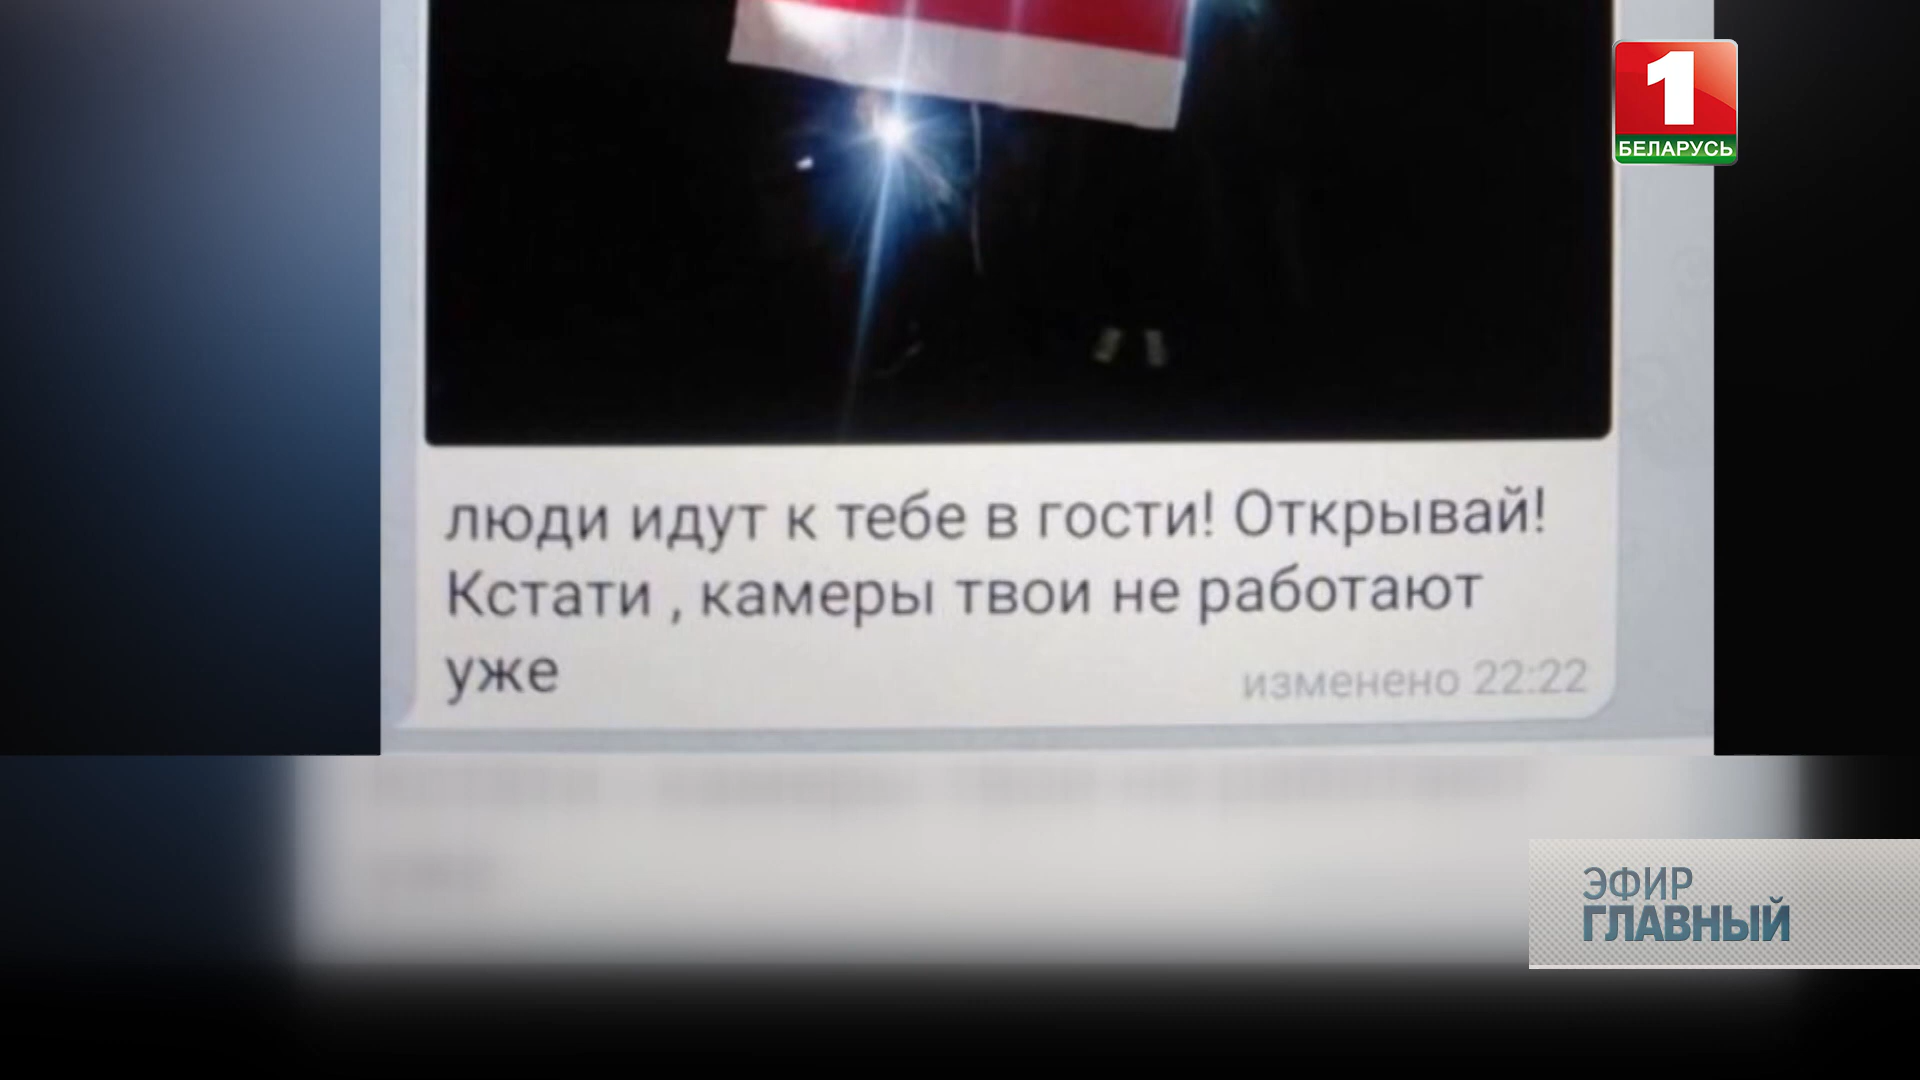 1
БЕЛАРУСЬ
люди идут к тебе в гости! Открывай!
Кстати , камеры твои не работают
уже
изменено 22:22
ЭФИР
ГЛАВНЫЙ